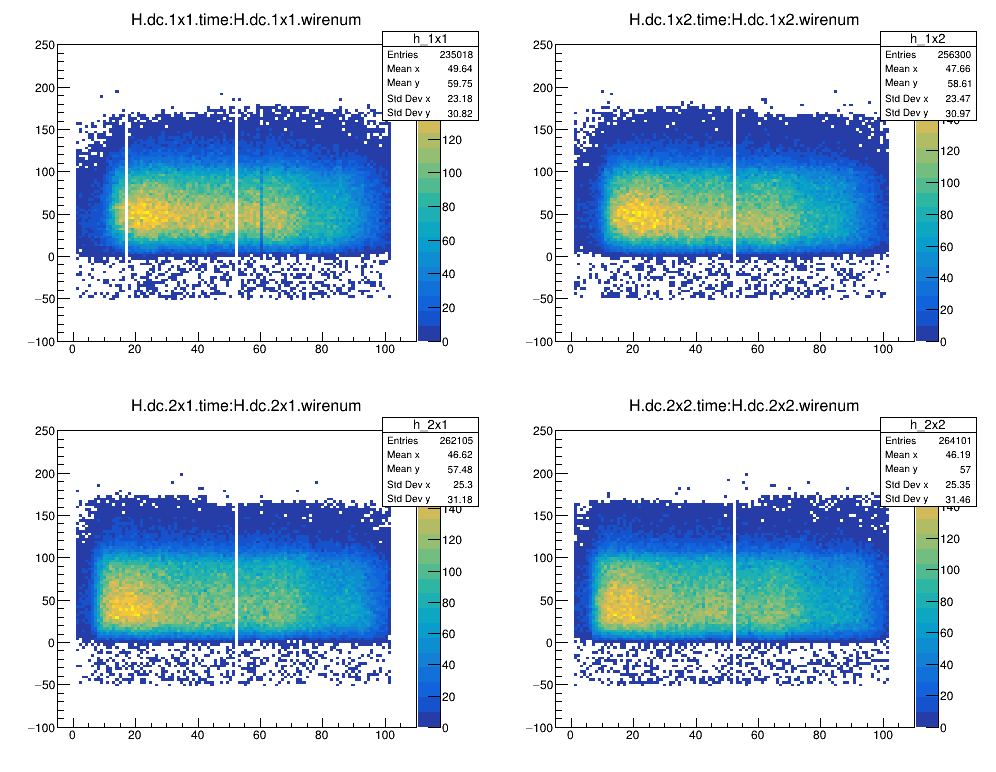 H.dc.1x1.time:H.dc.1x1.wirenum
h_1x1
Entries 235018
Mean x 49.64
Mean y 59.75
Std Dev x 23.18
Std Dev y 30.82
250
200
150
100
50
0
−50
−100
0 20 40 60 80 100
120
100
80
60
40
20
0
H.dc.1x2.time:H.dc.1x2.wirenum
h_1x2
Entries 256300
Mean x 47.66
Mean y 58.61
Std Dev x 23.47
Std Dev y 30.97
250
200
150
100
50
0
−50
−100
0 20 40 60 80 100
140
120
100
80
60
40
20
0
H.dc.2x1.time:H.dc.2x1.wirenum
h_2x1
Entries 262105
Mean x 46.62
Mean y 57.48
Std Dev x 25.3
Std Dev y 31.18
250
200
150
100
50
0
−50
−100
0 20 40 60 80 100
140
120
100
80
60
40
20
0
H.dc.2x2.time:H.dc.2x2.wirenum
h_2x2
Entries 264101
Mean x 46.19
Mean y 57
Std Dev x 25.35
Std Dev y 31.46
250
200
150
100
50
0
−50
−100
0 20 40 60 80 100
140
120
100
80
60
40
20
0